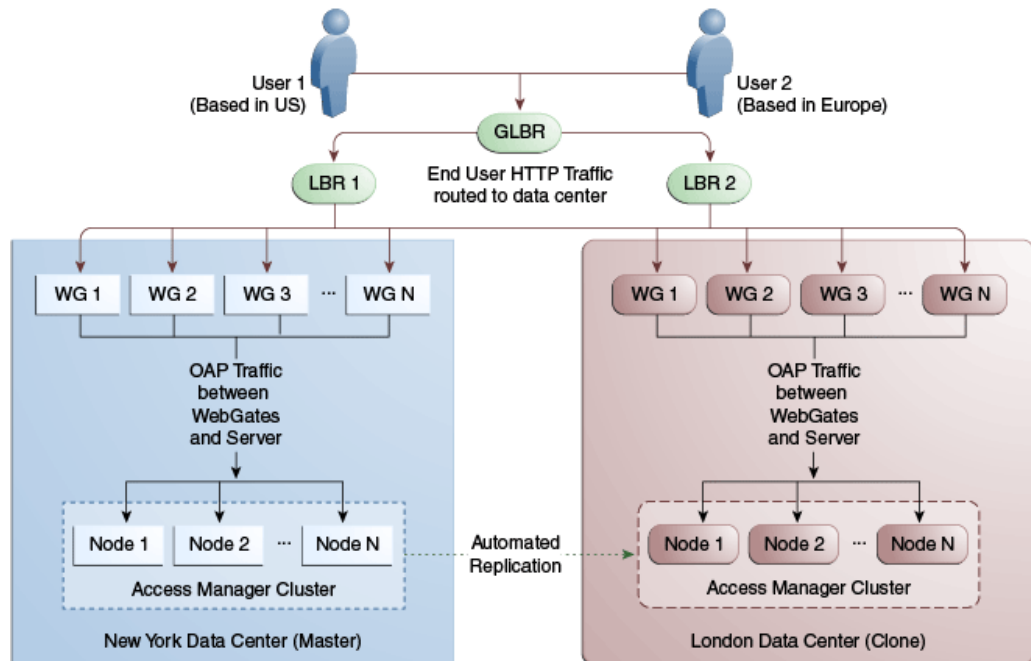 User 1
(Based in US)
User 2
(Based in Europe)
GLBR
LBR 1
End User HTTP Traffic
routed to data center
LBR 2
WG 1
WG 2
WG 3
...
WG N
WG 1
WG 2
WG 3
...
WG N
OAP Traffic
between
WebGates
and Server
OAP Traffic
between
WebGates
and Server
Node 1
Node 2
...
Node N
Access Manager Cluster
Automated
Replication
Node 1
Node 2
...
Node N
Access Manager Cluster
New York Data Center (Master)
London Data Center (Clone)